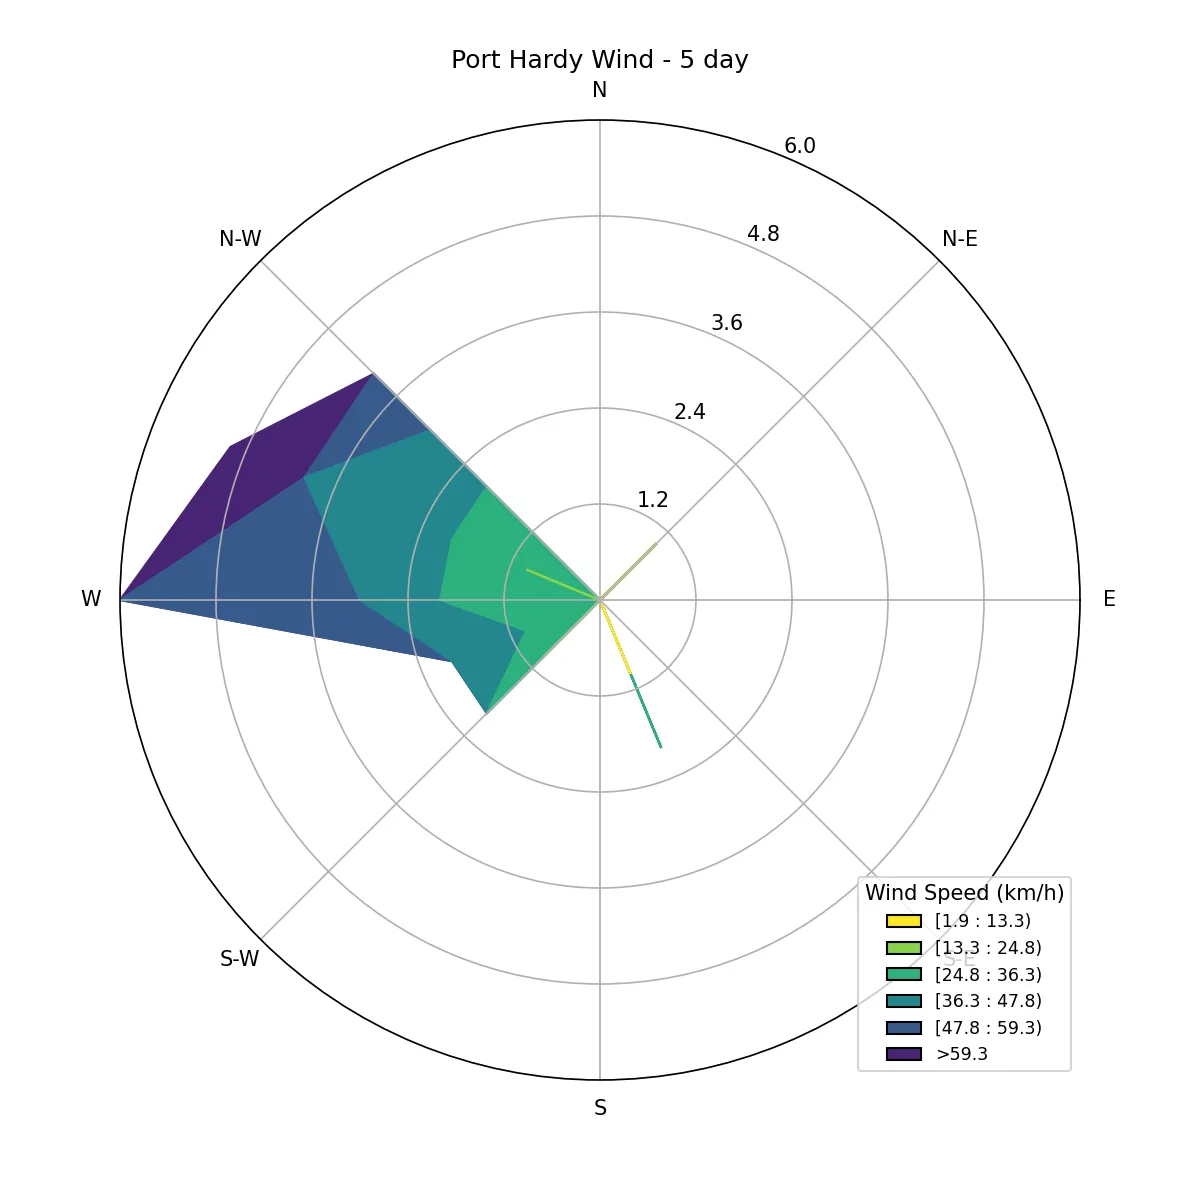 Port Hardy Wind - 5 day
N
6.0
4.8
N-W
N-E
3.6
2.4
1.2
W
E
S-W
S-E
S
Wind Speed (km/h)
[1.9 : 13.3)
[13.3 : 24.8)
[24.8 : 36.3)
[36.3 : 47.8)
[47.8 : 59.3)
>59.3